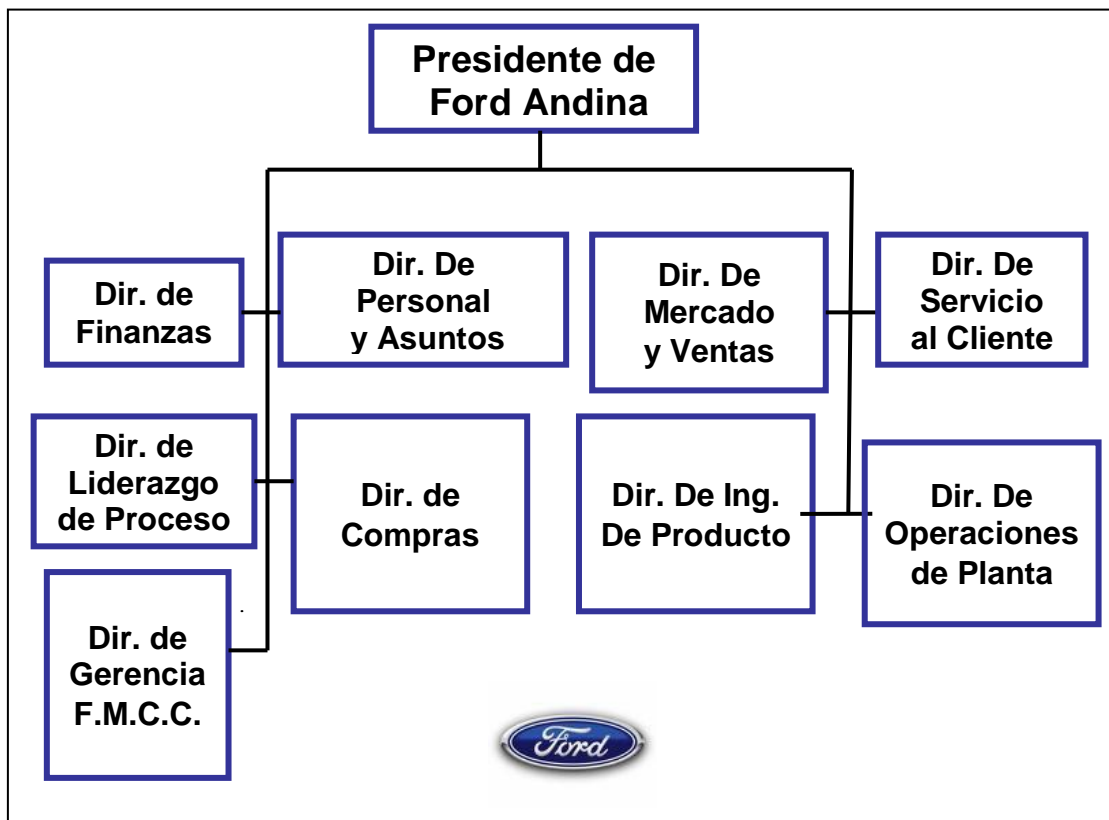 Presidente de
Ford Andina
Dir. de
Finanzas
Dir. De
Personal
y Asuntos
Dir. De
Mercado
y Ventas
Dir. De
Servicio
al Cliente
Dir. de
Liderazgo
de Proceso
Dir. de
Compras
Dir. De Ing.
De Producto
Dir. De
Operaciones
de Planta
Dir. de
Gerencia
F.M.C.C.
Ford